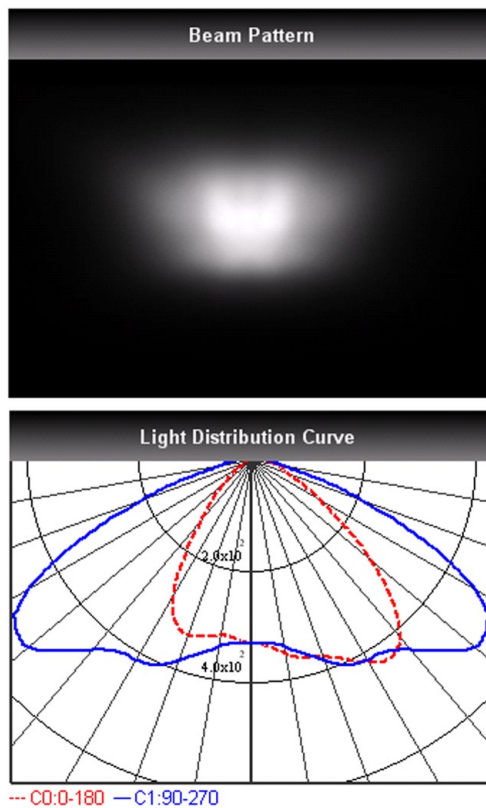 Beam Pattern
Light Distribution Curve
2.0x10²
4.0x10²
--- C0:0-180 — C1:90-270